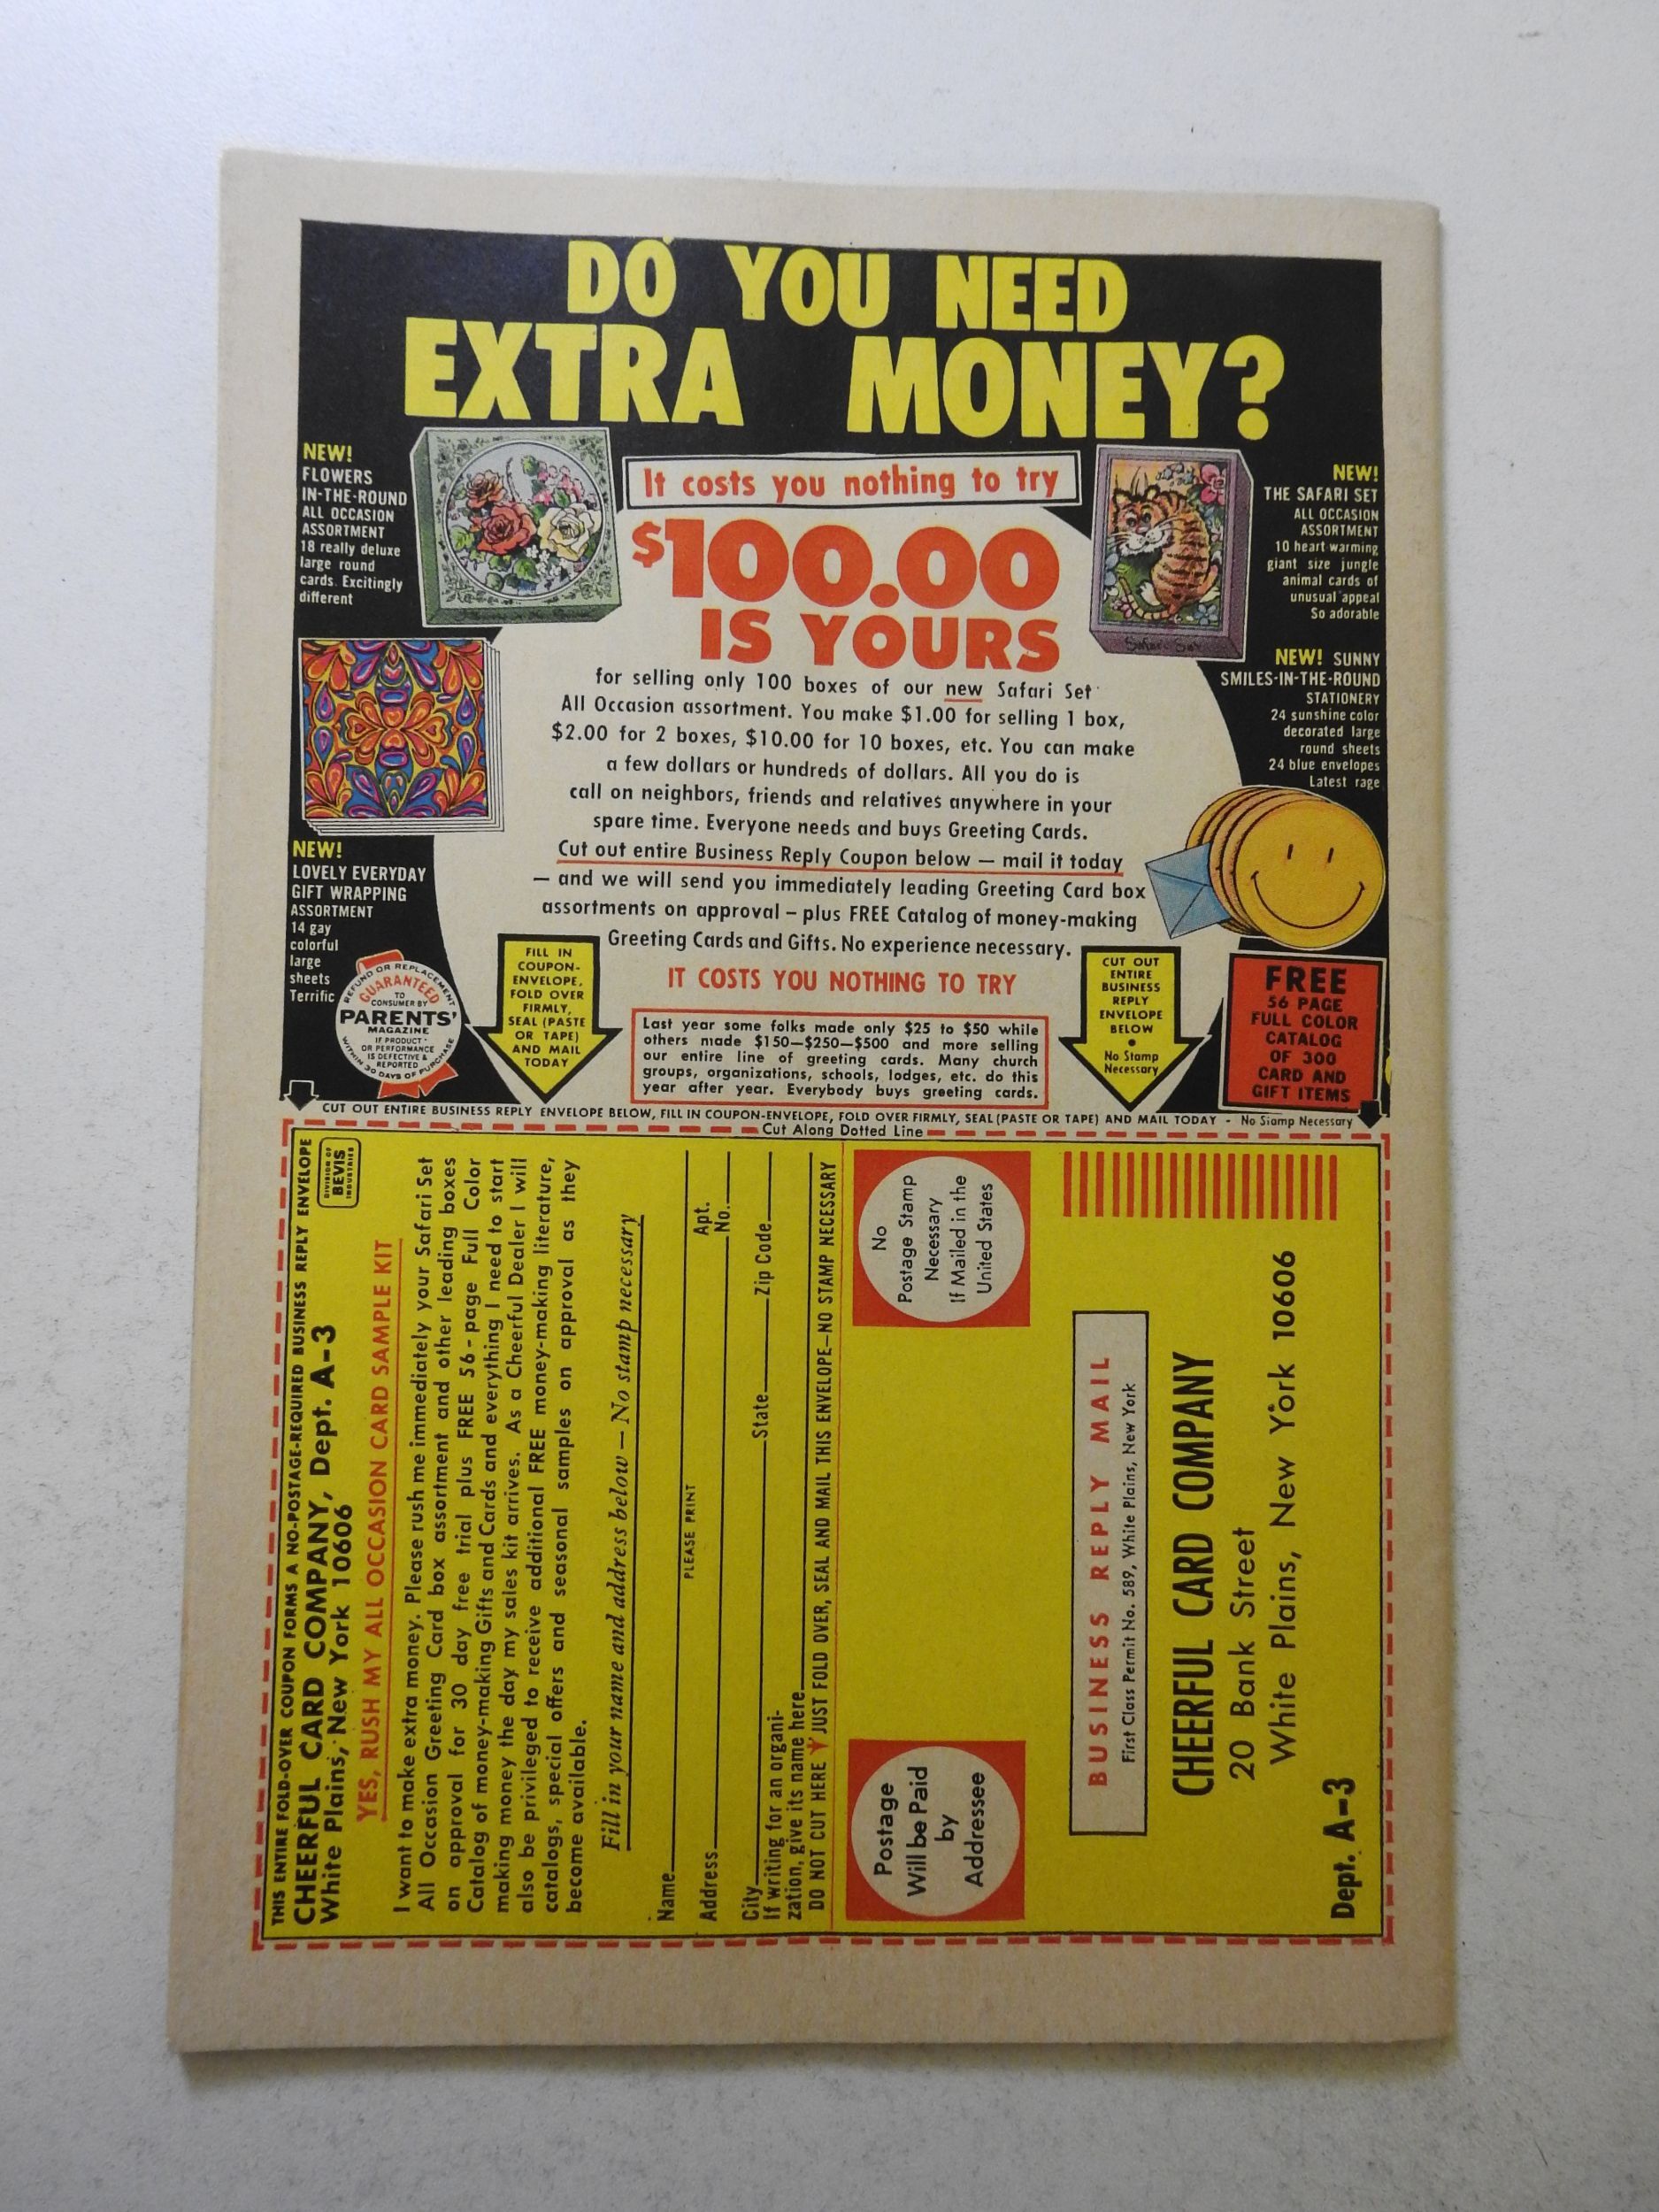 DO YOU NEED
EXTRA MONEY?
NEW!
FLOWERS
IN-THE-ROUND
ALL OCCASION
ASSORTMENT
18 really deluxe
large round
cards. Excitingly
different
It costs you nothing to try
$100.00
IS YOURS
NEW!
THE SAFARI SET
ALL OCCASION
ASSORTMENT
10 heart warming
giant size jungle
animal cards of
unusual appeal
So adorable
Safari Set
for selling only 100 boxes of our new Safari Set
All Occasion assortment. You make $1.00 for selling 1 box,
$2.00 for 2 boxes, $10.00 for 10 boxes, etc. You can make
a few dollars or hundreds of dollars. All you do is
call on neighbors, friends and relatives anywhere in your
spare time. Everyone needs and buys Greeting Cards.
Cut out entire Business Reply Coupon below — mail it today
— and we will send you immediately leading Greeting Card box
assortments on approval – plus FREE Catalog of money-making
Greeting Cards and Gifts. No experience necessary.
IT COSTS YOU NOTHING TO TRY
NEW! SUNNY
SMILES-IN-THE-ROUND
STATIONERY
24 sunshine color
decorated large
round sheets
24 blue envelopes
Latest rage
NEW!
LOVELY EVERYDAY
GIFT WRAPPING
ASSORTMENT
14 gay
colorful
large
sheets
Terrific
REFUND OR REPLACEMENT
GUARANTEED
TO
CONSUMER BY
PARENTS'
MAGAZINE
IF PRODUCT
OR PERFORMANCE
IS DEFECTIVE &
REPORTED
WITHIN 30 DAYS OF PURCHASE
FILL IN
COUPON-
ENVELOPE,
FOLD OVER
FIRMLY,
SEAL (PASTE
OR TAPE)
AND MAIL
TODAY
Last year some folks made only $25 to $50 while
others made $150—$250—$500 and more selling
our entire line of greeting cards. Many church
groups, organizations, schools, lodges, etc. do this
year after year. Everybody buys greeting cards.
CUT OUT
ENTIRE
BUSINESS
REPLY
ENVELOPE
BELOW
•
No Stamp
Necessary
FREE
56 PAGE
FULL COLOR
CATALOG
OF 300
CARD AND
GIFT ITEMS
CUT OUT ENTIRE BUSINESS REPLY ENVELOPE BELOW, FILL IN COUPON-ENVELOPE, FOLD OVER FIRMLY, SEAL (PASTE OR TAPE) AND MAIL TODAY - No Stamp Necessary
Cut Along Dotted Line
THIS ENTIRE FOLD-OVER COUPON FORMS A NO-POSTAGE-REQUIRED BUSINESS REPLY ENVELOPE
CHEERFUL CARD COMPANY, Dept. A-3
White Plains, New York 10606
DIVISION OF
BEVIS
INDUSTRIES
YES, RUSH MY ALL OCCASION CARD SAMPLE KIT
I want to make extra money. Please rush me immediately your Safari Set
All Occasion Greeting Card box assortment and other leading boxes
on approval for 30 day free trial plus FREE 56-page Full Color
Catalog of money-making Gifts and Cards and everything I need to start
making money the day my sales kit arrives. As a Cheerful Dealer I will
also be privileged to receive additional FREE money-making literature,
catalogs, special offers and seasonal samples on approval as they
become available.
Fill in your name and address below — No stamp necessary
Name
PLEASE PRINT
Address Apt. No.
City State Zip Code
If writing for an organi-
zation, give its name here
DO NOT CUT HERE JUST FOLD OVER, SEAL AND MAIL THIS ENVELOPE—NO STAMP NECESSARY
Postage
Will be Paid
by
Addressee
No
Postage Stamp
Necessary
If Mailed in the
United States
BUSINESS REPLY MAIL
First Class Permit No. 589, White Plains, New York
CHEERFUL CARD COMPANY
20 Bank Street
White Plains, New York 10606
Dept. A-3